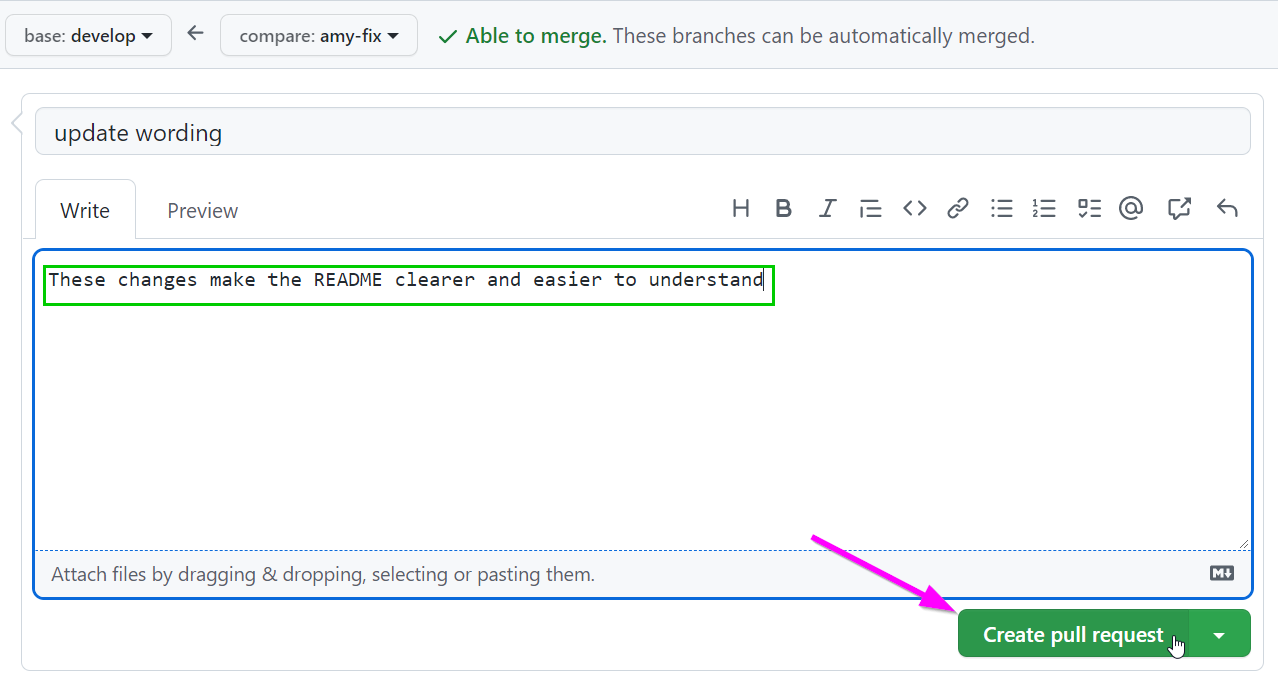 base: develop compare: amy-fix Able to merge. These branches can be automatically merged.
update wording
Write Preview
These changes make the README clearer and easier to understand
Attach files by dragging & dropping, selecting or pasting them.
Create pull request